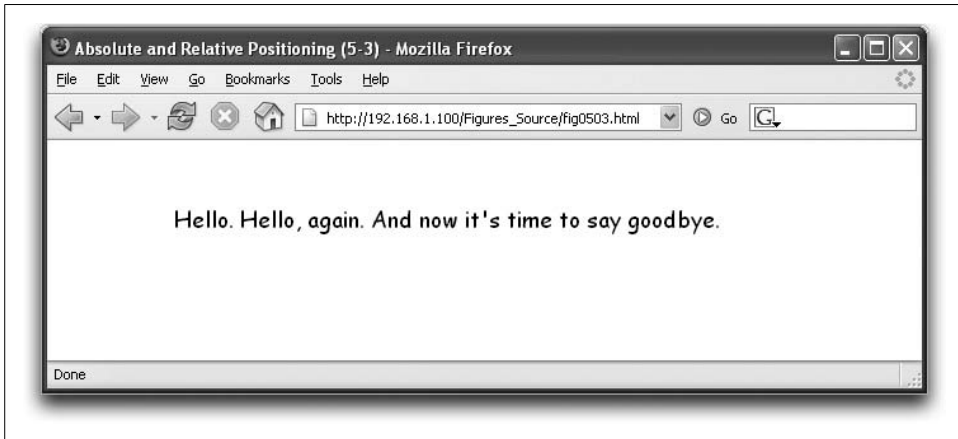 Absolute and Relative Positioning (5-3) - Mozilla Firefox
File Edit View Go Bookmarks Tools Help
http://192.168.1.100/Figures_Source/fig0503.html Go G
Hello. Hello, again. And now it's time to say goodbye.
Done